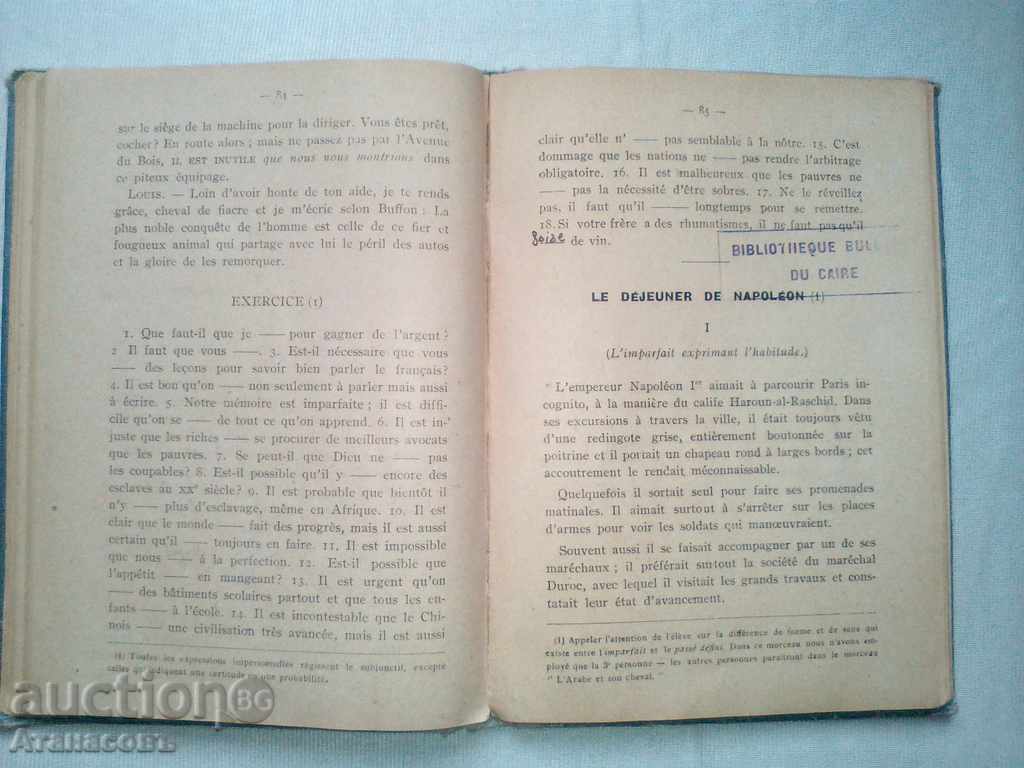 — 84 —
sur le siège de la machine pour la diriger. Vous êtes prêt,
cocher? En route alors; mais ne passez pas par l'Avenue
du Bois, IL EST INUTILE que nous nous montrions dans
ce piteux équipage.
LOUIS. — Loin d'avoir honte de ton aide, je te rends
grâce, cheval de fiacre et je m'écrie selon Buffon : La
plus noble conquête de l'homme est celle de ce fier et
fougueux animal qui partage avec lui le péril des autos
et la gloire de les remorquer.
EXERCICE (1)
1. Que faut-il que je —— pour gagner de l'argent?
2 Il faut que vous ——. 3. Est-il nécessaire que vous
—— des leçons pour savoir bien parler le français?
4. Il est bon qu'on —— non seulement à parler mais aussi
à écrire. 5. Notre mémoire est imparfaite; il est diffi-
cile qu'on se —— de tout ce qu'on apprend. 6. Il est in-
juste que les riches —— se procurer de meilleurs avocats
que les pauvres. 7. Se peut-il que Dieu ne —— pas
les coupables? 8. Est-il possible qu'il y —— encore des
esclaves au XXe siècle? 9. Il est probable que bientôt il
n'y —— plus d'esclavage, même en Afrique. 10. Il est
clair que le monde —— fait des progrès, mais il est aussi
certain qu'il —— toujours en faire. 11. Il est impossible
que nous —— à la perfection. 12. Est-il possible que
l'appétit —— en mangeant? 13. Il est urgent qu'on
—— des bâtiments scolaires partout et que tous les en-
fants —— à l'école. 14. Il est incontestable que le Chi-
nois —— une civilisation très avancée, mais il est aussi
(1) Toutes les expressions impersonnelles régissent le subjonctif, excepté
celles qui indiquent une certitude ou une probabilité.
— 85 —
clair qu'elle n' —— pas semblable à la nôtre. 15. C'est
dommage que les nations ne —— pas rendre l'arbitrage
obligatoire. 16. Il est malheureux que les pauvres ne
—— pas la nécessité d'être sobres. 17. Ne le réveillez
pas, il faut qu'il —— longtemps pour se remettre.
18. Si votre frère a des rhumatismes, il ne faut pas qu'il
de vin.
BIBLIOTHEQUE BUL
DU CAIRE
LE DÉJEUNER DE NAPOLÉON (1)
I
(L'imparfait exprimant l'habitude.)
" L'empereur Napoléon Ier aimait à parcourir Paris in-
cognito, à la manière du calife Haroun-al-Raschid. Dans
ses excursions à travers la ville, il était toujours vêtu
d'une redingote grise, entièrement boutonnée sur la
poitrine et il portait un chapeau rond à larges bords; cet
accoutrement le rendait méconnaissable.
Quelquefois il sortait seul pour faire ses promenades
matinales. Il aimait surtout à s'arrêter sur les places
d'armes pour voir les soldats qui manœuvraient.
Souvent aussi il se faisait accompagner par un de ses
maréchaux; il préférait surtout la société du maréchal
Duroc, avec lequel il visitait les grands travaux et cons-
tatait leur état d'avancement.
(1) Appeler l'attention de l'élève sur la différence de forme et de sens qui
existe entre l'imparfait et le passé défini. Dans ce morceau nous n'avons em-
ployé que la 3e personne — les autres personnes paraîtront dans le morceau
" L'Arabe et son cheval. "
auctionBG
Атанасовъ